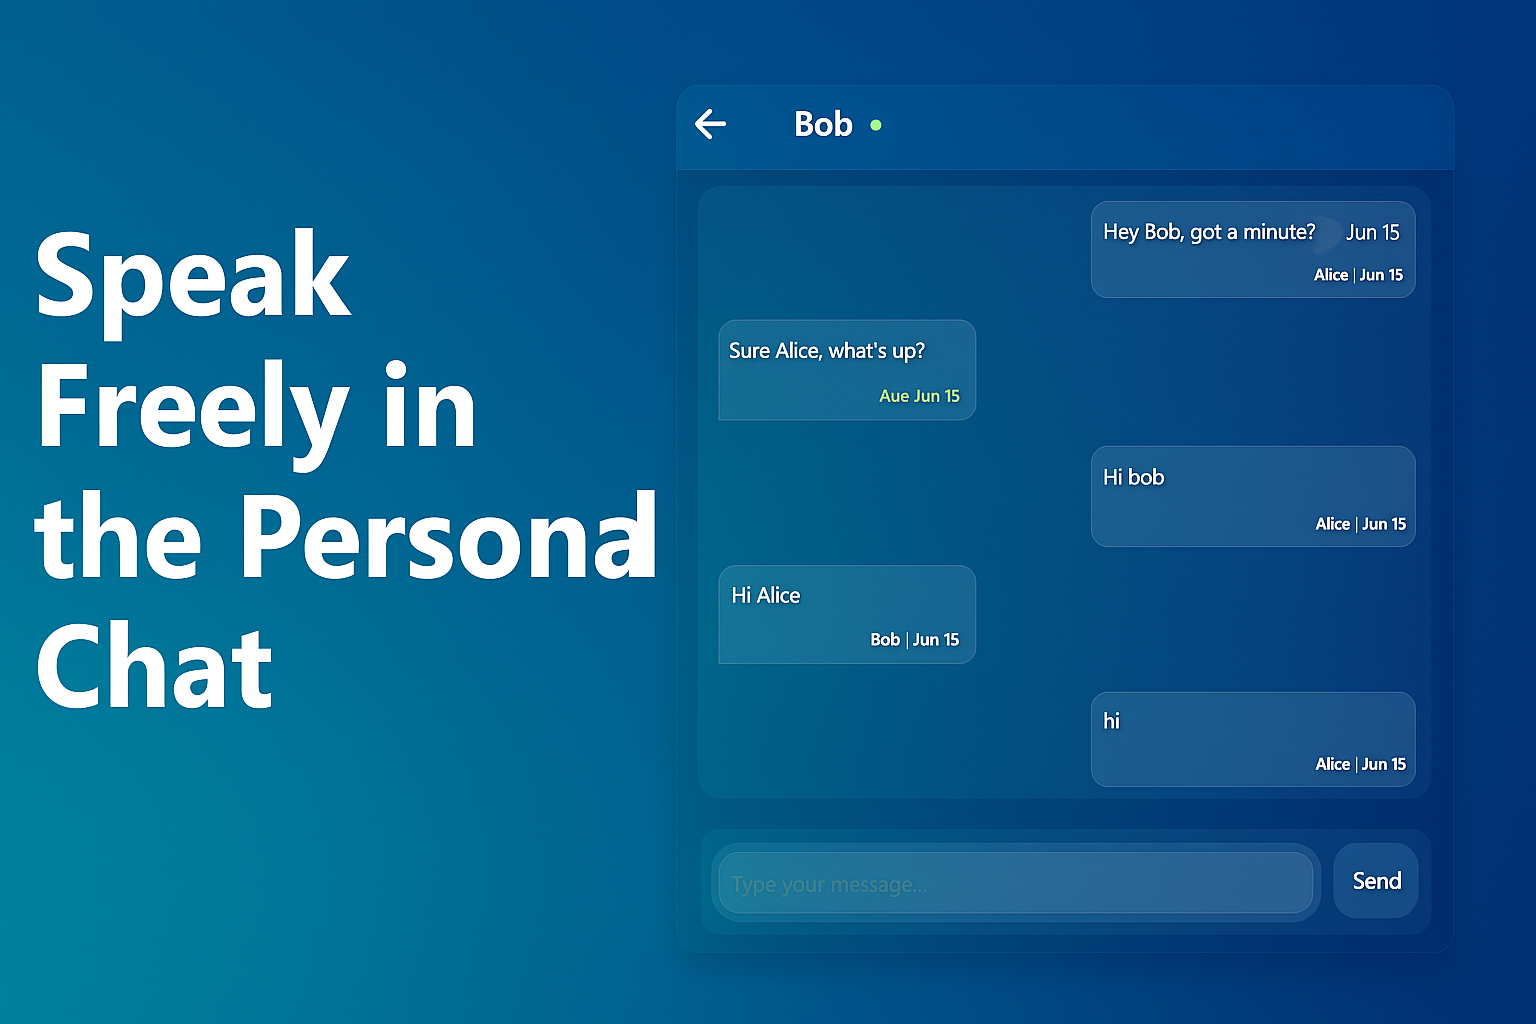 Speak
Freely in
the Personal
Chat
Bob
Hey Bob, got a minute? Jun 15
Alice | Jun 15
Sure Alice, what's up?
Aue Jun 15
Hi bob
Alice | Jun 15
Hi Alice
Bob | Jun 15
hi
Alice | Jun 15
Type your message...
Send